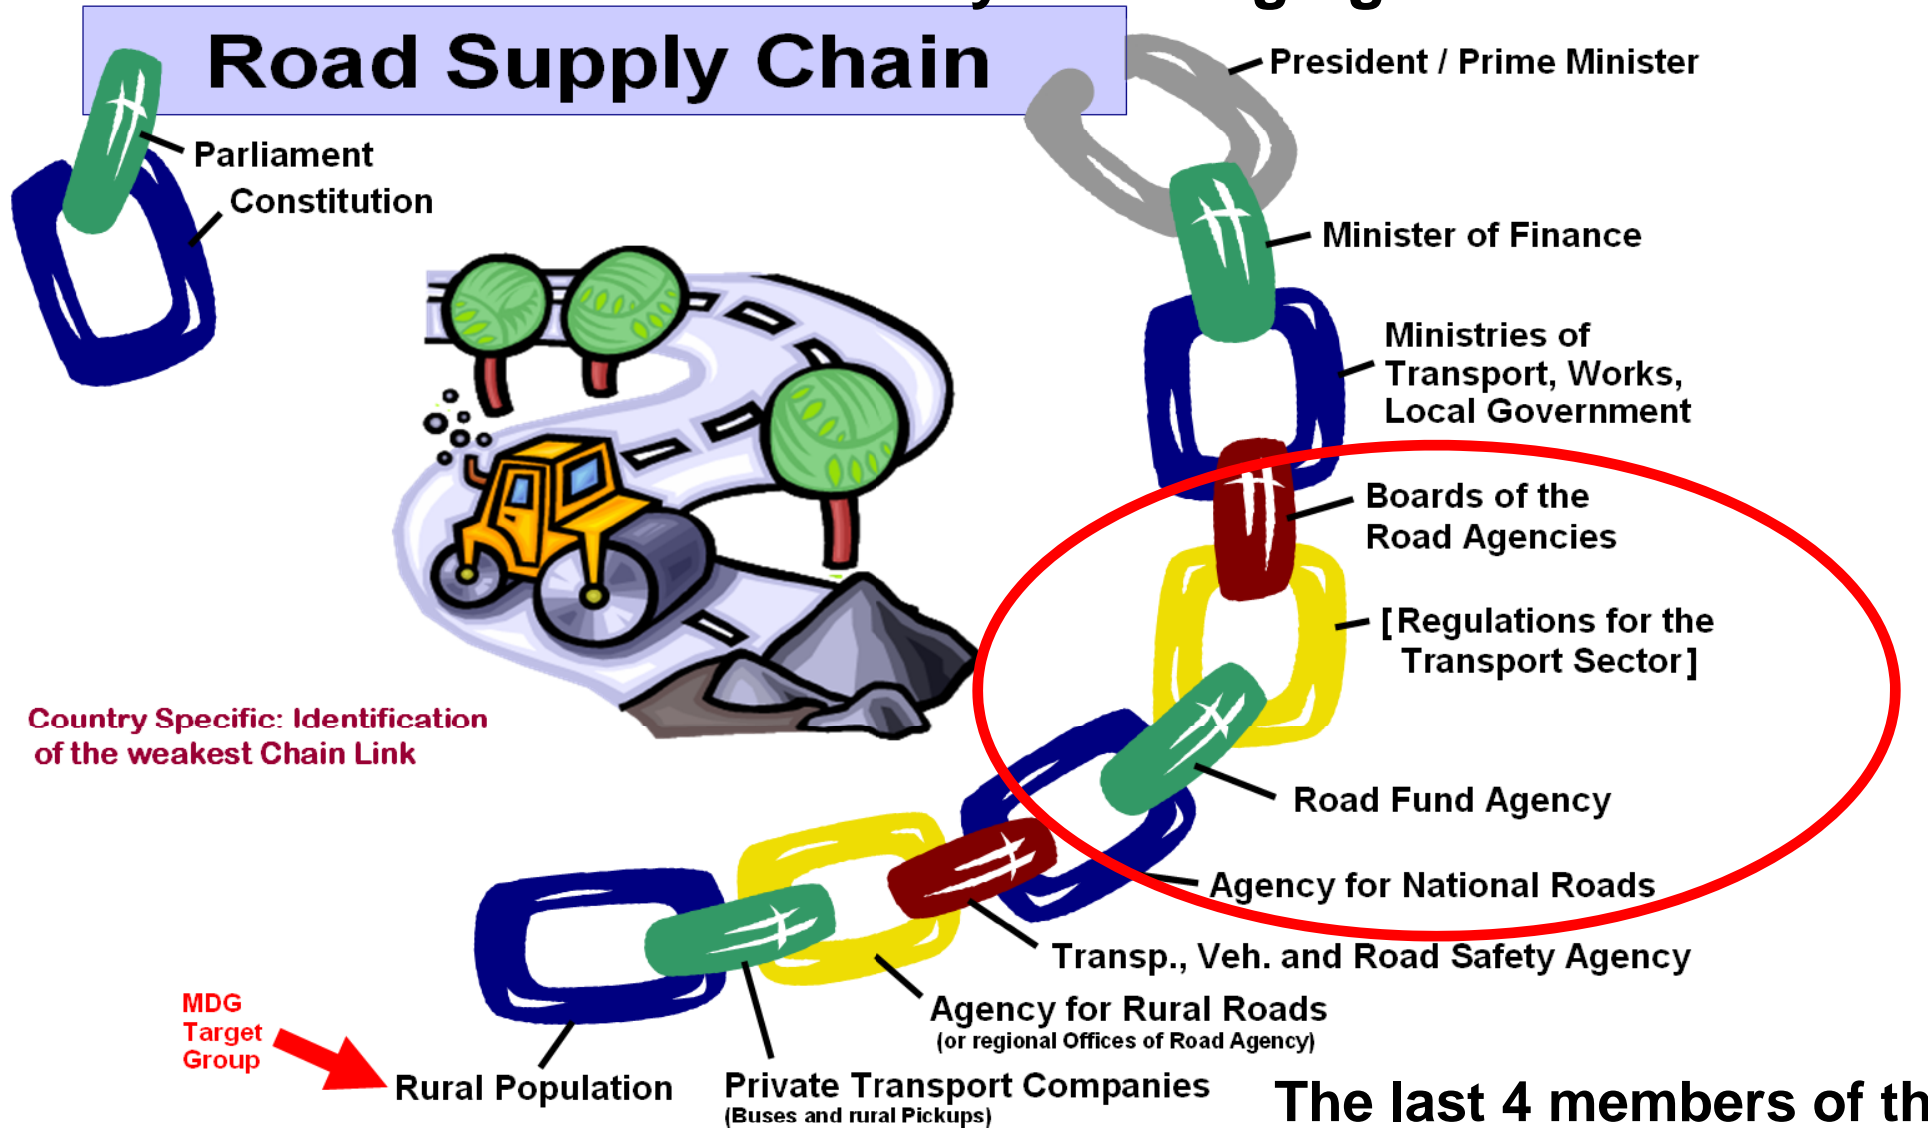 Road Supply Chain
President / Prime Minister
Parliament
Constitution
Minister of Finance
Ministries of
Transport, Works,
Local Government
Boards of the
Road Agencies
[Regulations for the
Transport Sector]
Country Specific: Identification
of the weakest Chain Link
Road Fund Agency
Agency for National Roads
Transp., Veh. and Road Safety Agency
Agency for Rural Roads
(or regional Offices of Road Agency)
MDG
Target
Group
Rural Population
Private Transport Companies
(Buses and rural Pickups)
The last 4 members of th